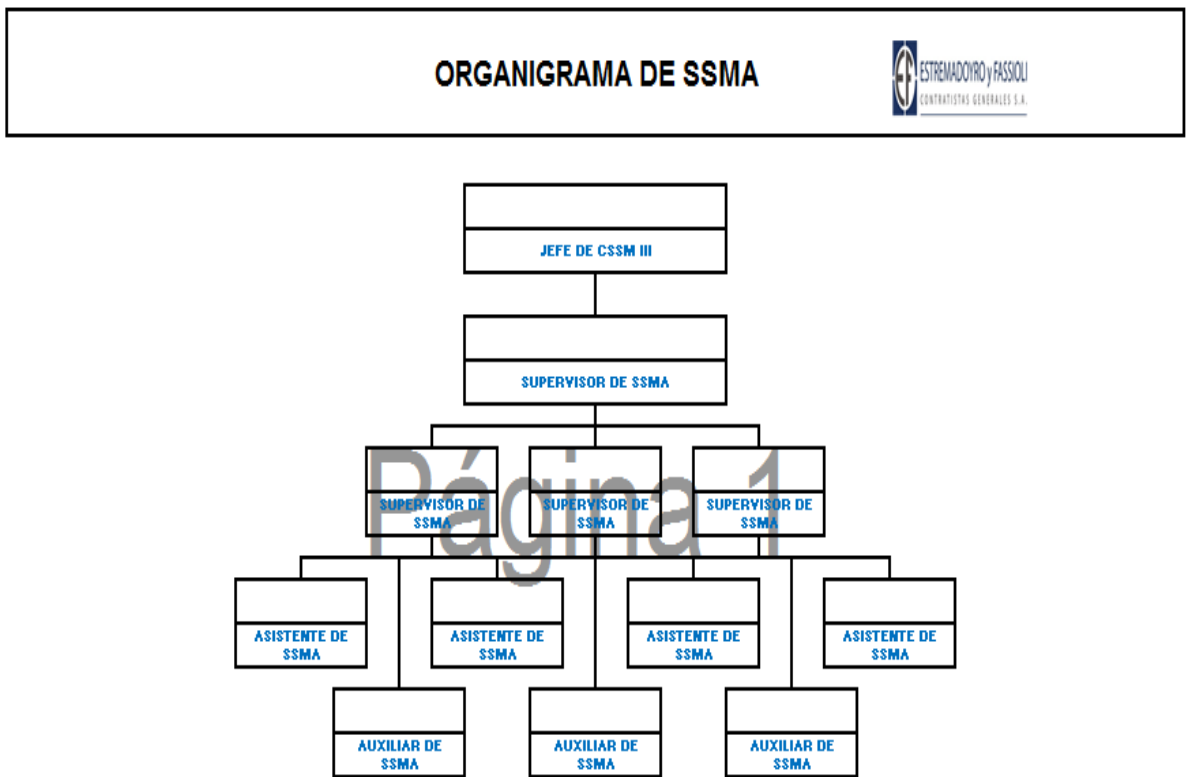 ORGANIGRAMA DE SSMA
ESTREMADOYRO y FASSIOLI
CONTRATISTAS GENERALES S.A.
JEFE DE CSSM III
SUPERVISOR DE SSMA
Página 1
SUPERVISOR DE
SSMA
SUPERVISOR DE
SSMA
SUPERVISOR DE
SSMA
ASISTENTE DE
SSMA
ASISTENTE DE
SSMA
ASISTENTE DE
SSMA
ASISTENTE DE
SSMA
AUXILIAR DE
SSMA
AUXILIAR DE
SSMA
AUXILIAR DE
SSMA